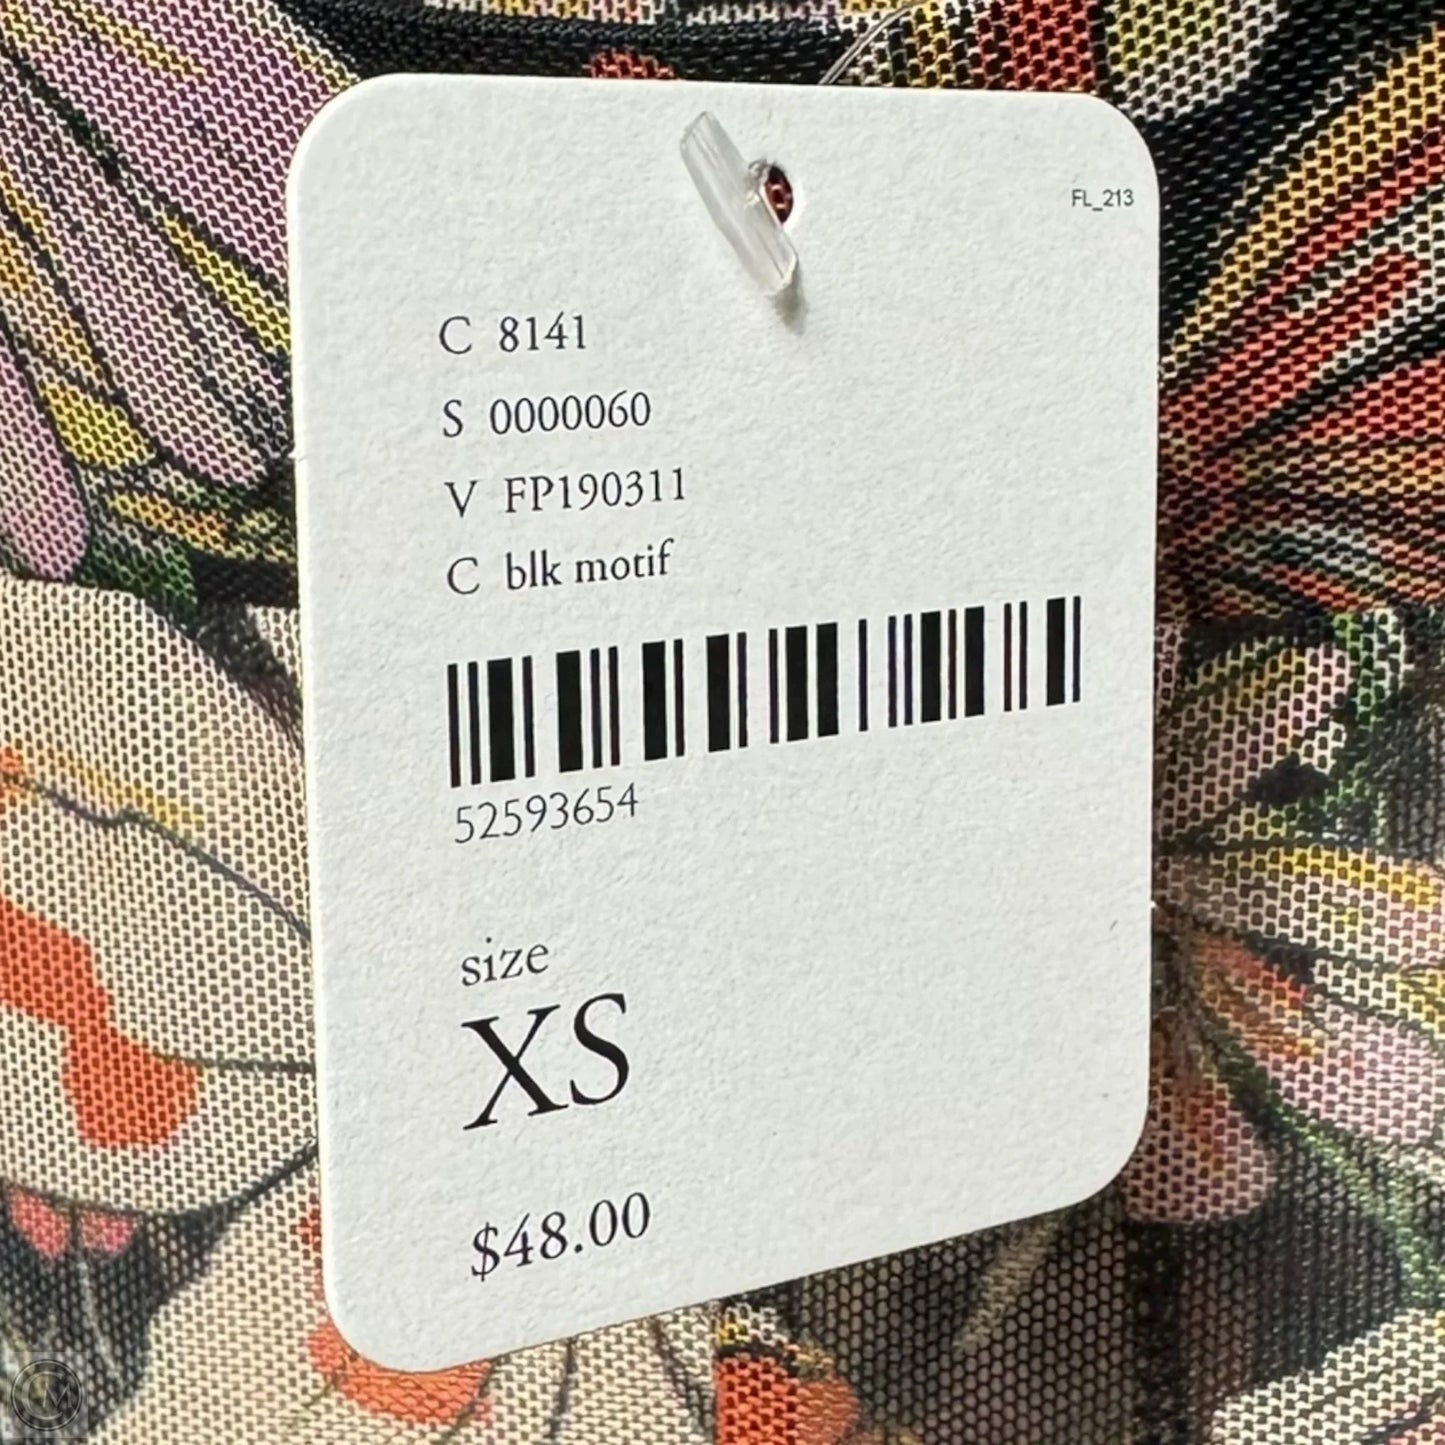 FL_213
C 8141
S 0000060
V FP190311
C blk motif
52593654
size
XS
$48.00